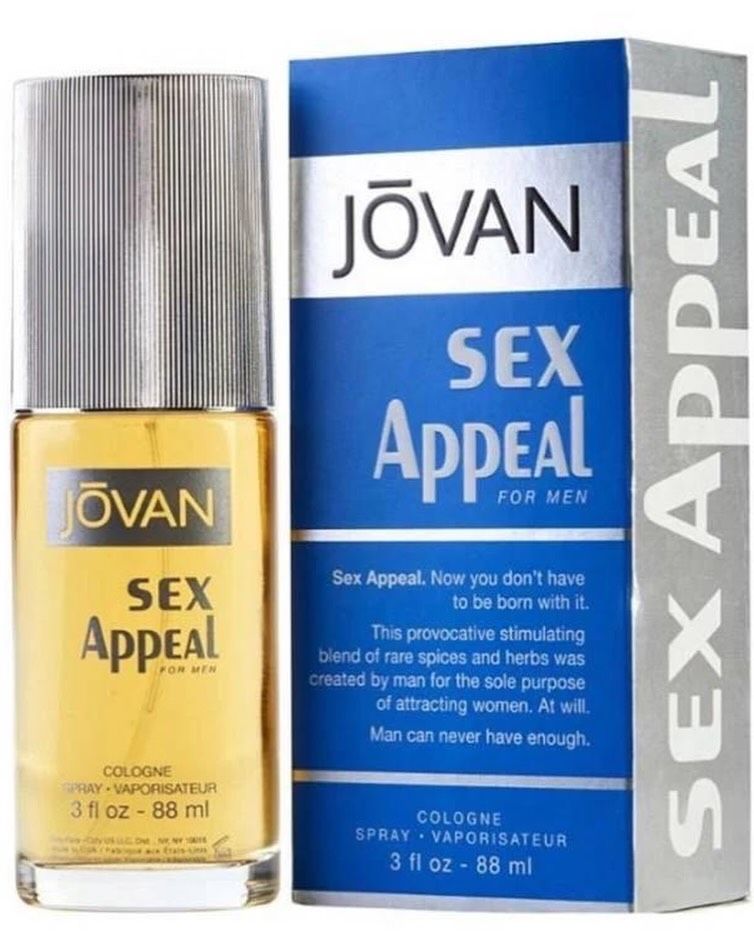 JŌVAN
SEX
APPEAL
FOR MEN
COLOGNE
SPRAY · VAPORISATEUR
3 fl oz - 88 ml
JŌVAN
SEX
APPEAL
FOR MEN
Sex Appeal. Now you don't have
to be born with it.
This provocative stimulating
blend of rare spices and herbs was
created by man for the sole purpose
of attracting women. At will.
Man can never have enough.
COLOGNE
SPRAY · VAPORISATEUR
3 fl oz - 88 ml
SEX APPEAL